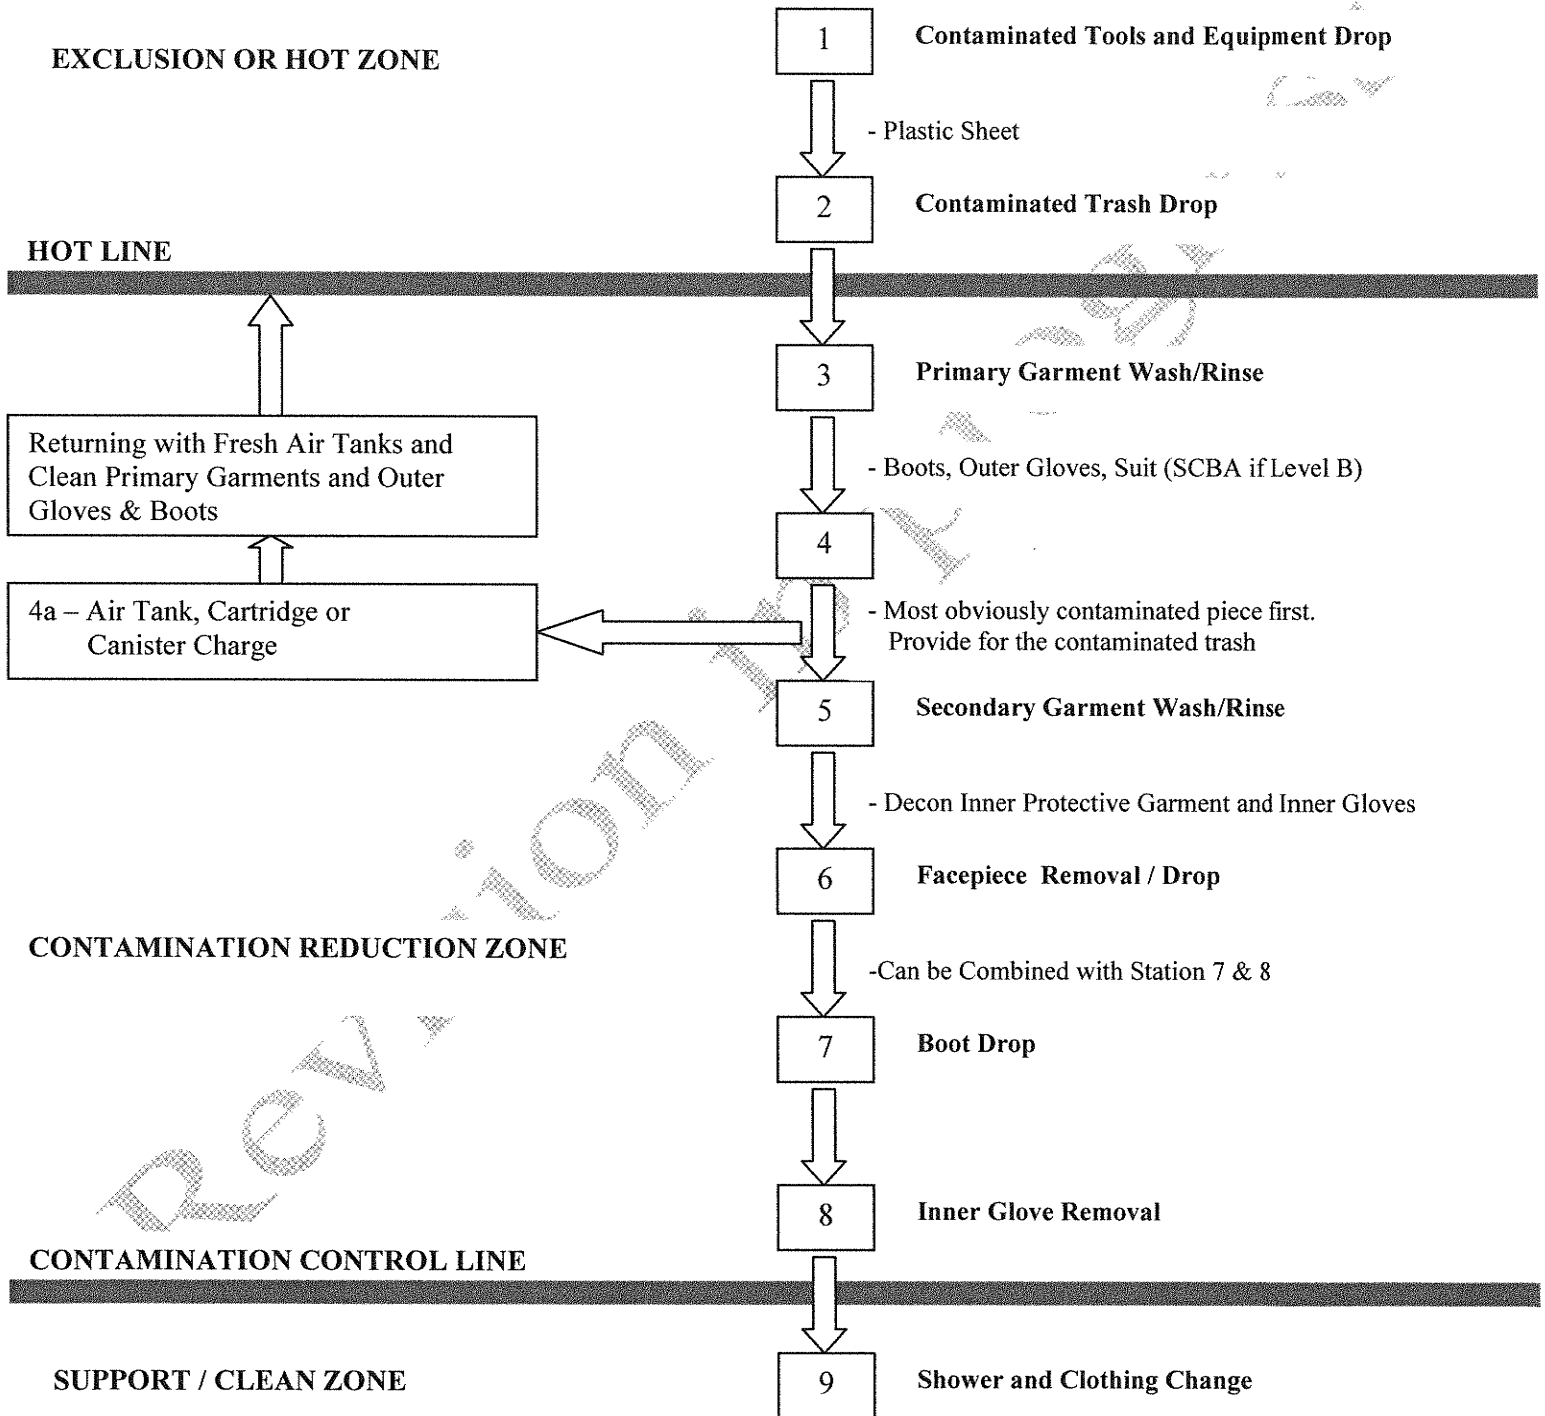 EXCLUSION OR HOT ZONE
1
Contaminated Tools and Equipment Drop
- Plastic Sheet
2
Contaminated Trash Drop
HOT LINE
3
Primary Garment Wash/Rinse
Returning with Fresh Air Tanks and
Clean Primary Garments and Outer
Gloves & Boots
- Boots, Outer Gloves, Suit (SCBA if Level B)
4
4a – Air Tank, Cartridge or
Canister Charge
- Most obviously contaminated piece first.
Provide for the contaminated trash
5
Secondary Garment Wash/Rinse
- Decon Inner Protective Garment and Inner Gloves
6
Facepiece Removal / Drop
CONTAMINATION REDUCTION ZONE
-Can be Combined with Station 7 & 8
7
Boot Drop
8
Inner Glove Removal
CONTAMINATION CONTROL LINE
SUPPORT / CLEAN ZONE
9
Shower and Clothing Change